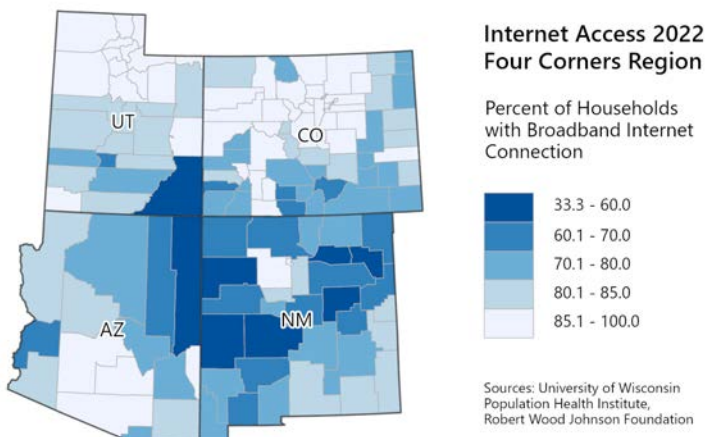 Internet Access 2022
Four Corners Region
Percent of Households
with Broadband Internet
Connection
33.3 - 60.0
60.1 - 70.0
70.1 - 80.0
80.1 - 85.0
85.1 - 100.0
UT
CO
AZ
NM
Sources: University of Wisconsin
Population Health Institute,
Robert Wood Johnson Foundation